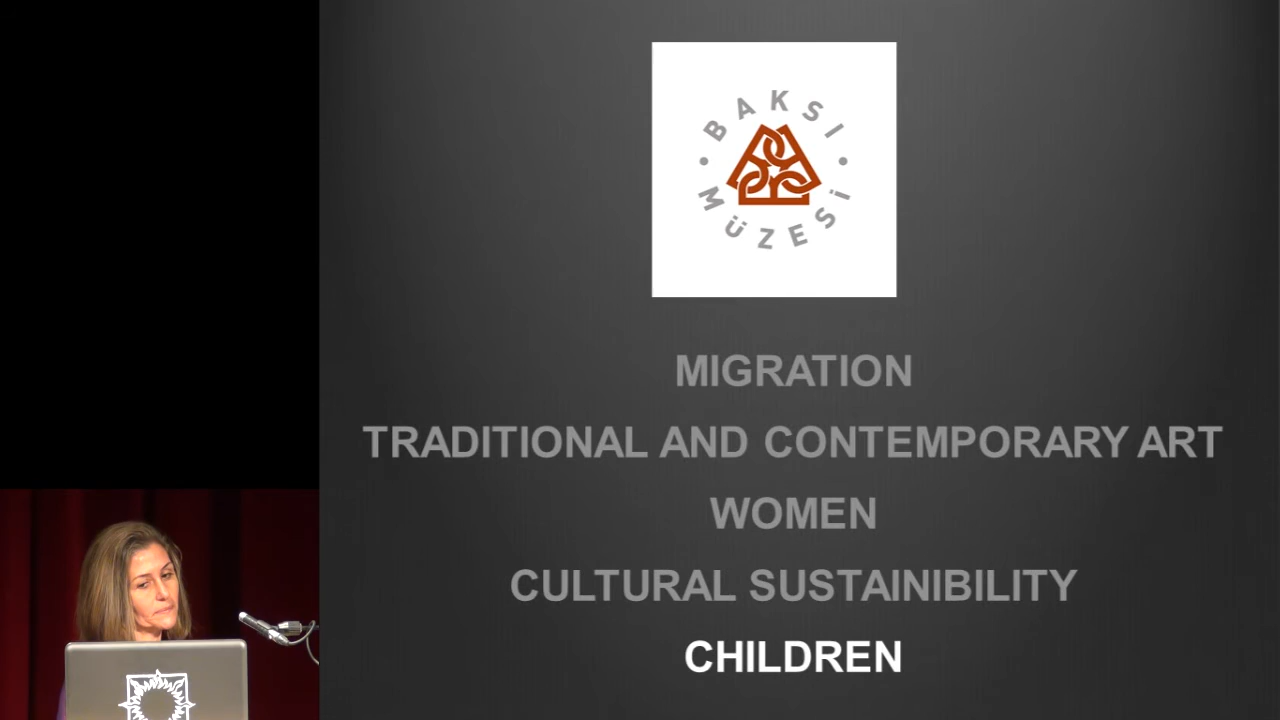 BAKSI
MÜZESİ
MIGRATION
TRADITIONAL AND CONTEMPORARY ART
WOMEN
CULTURAL SUSTAINIBILITY
CHILDREN